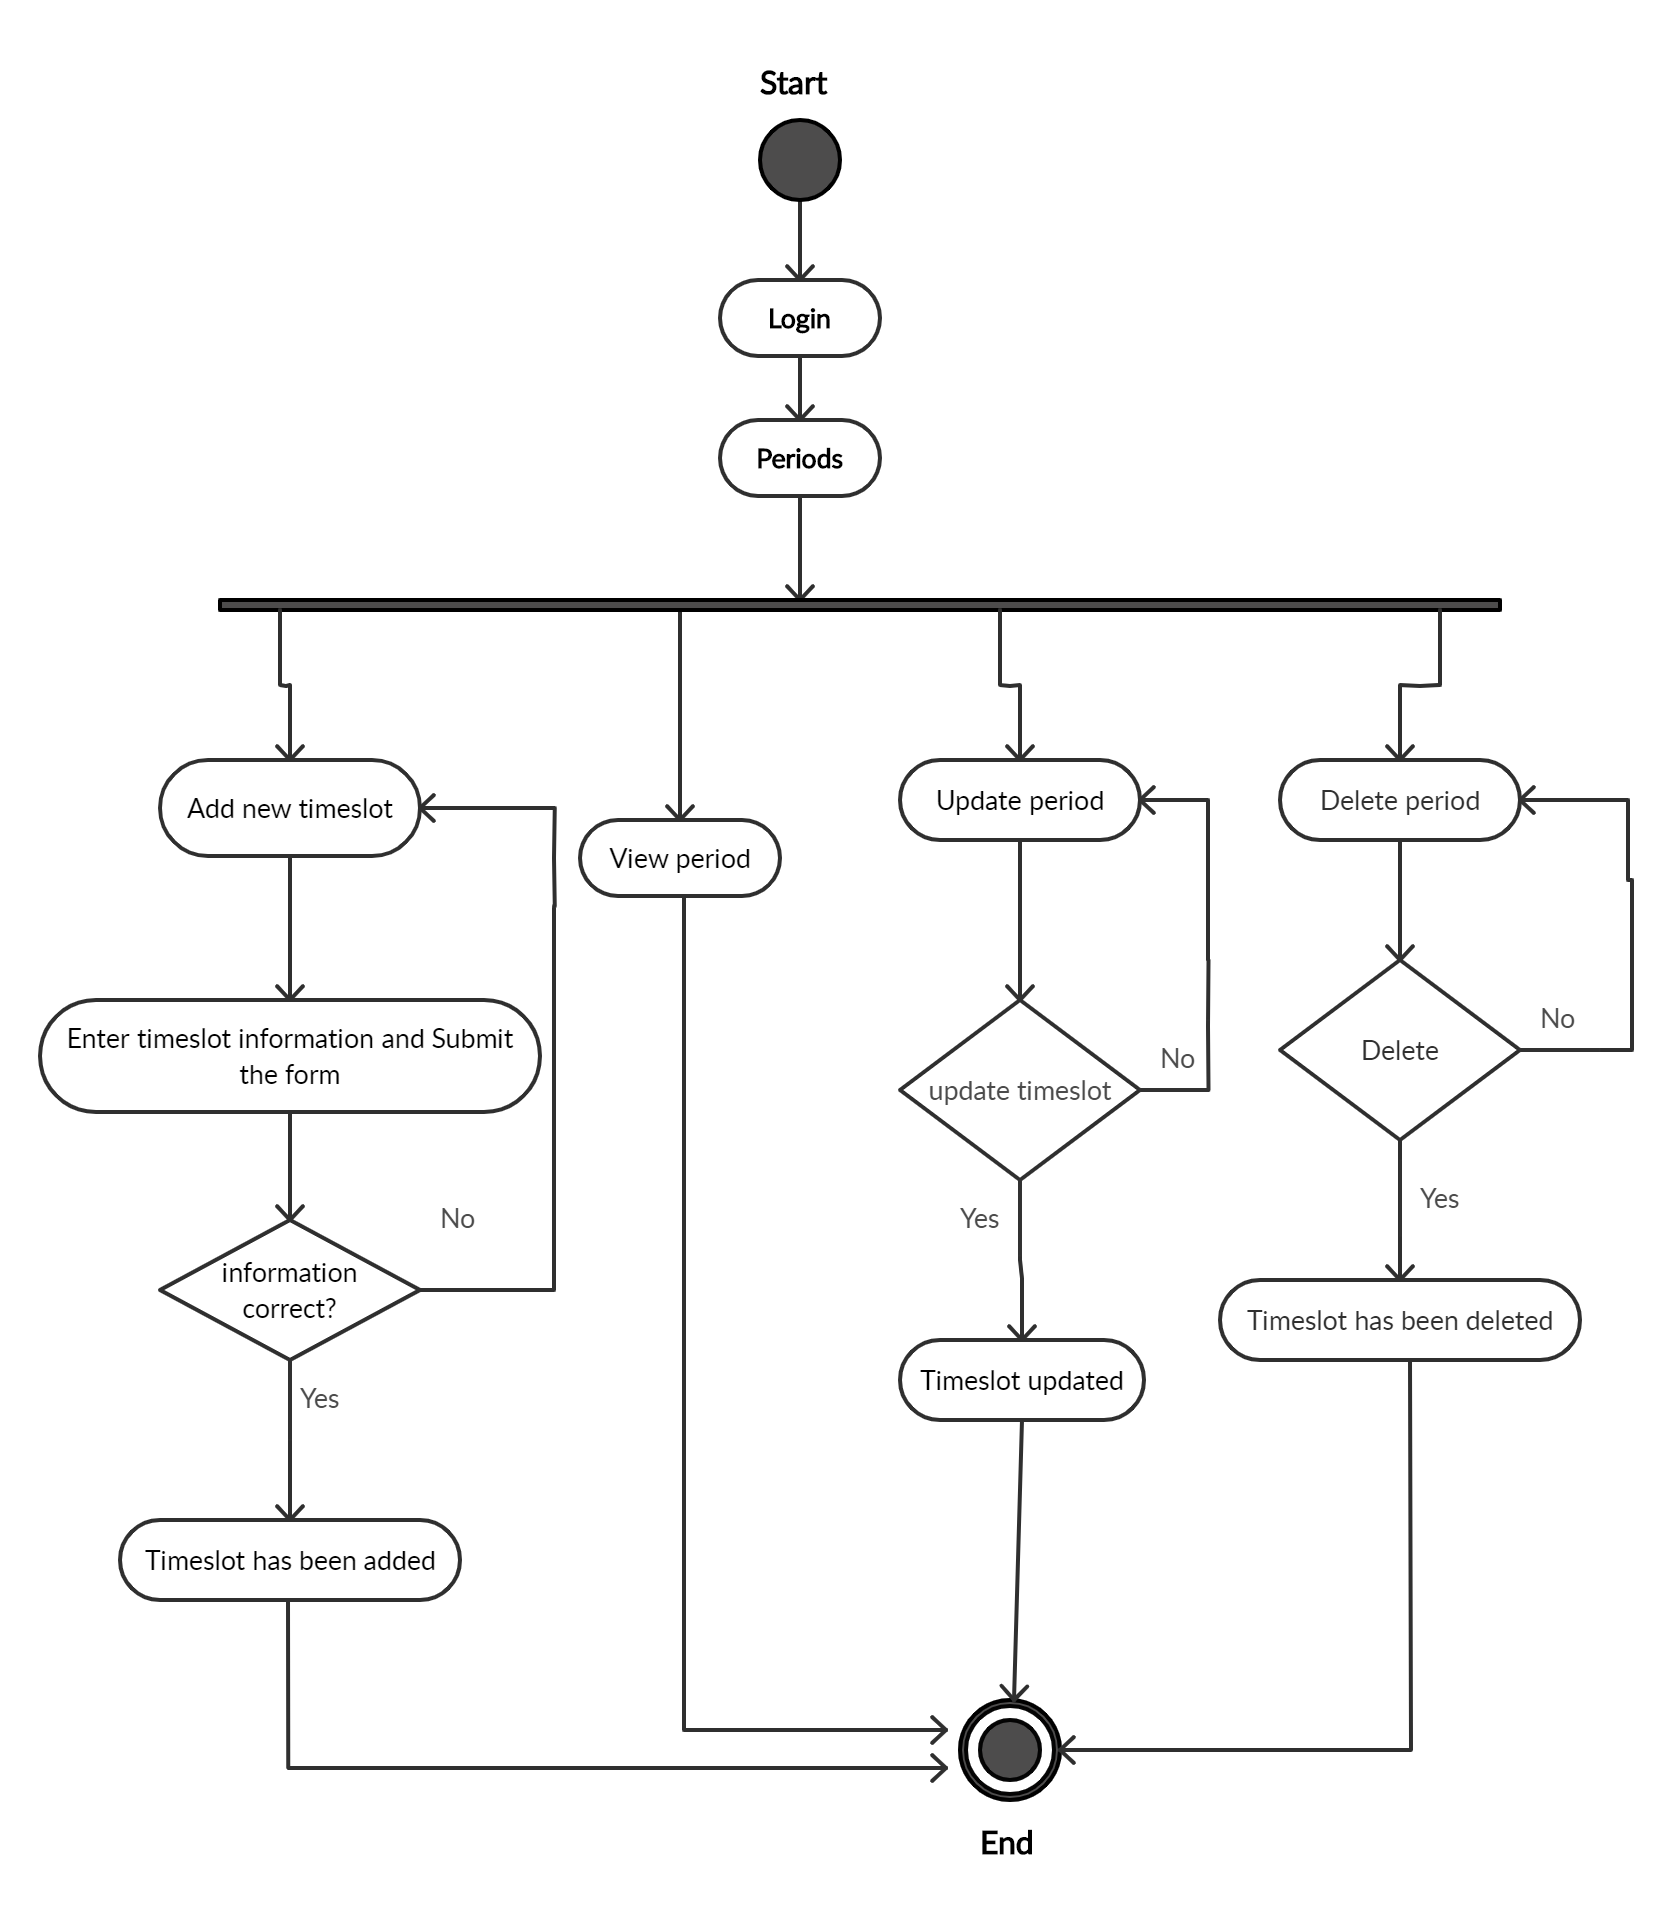 Start
Login
Periods
Add new timeslot
View period
Update period
Delete period
Enter timeslot information and Submit
the form
update timeslot
No
Delete
No
information
correct?
No
Yes
Yes
Yes
Timeslot updated
Timeslot has been deleted
Timeslot has been added
End